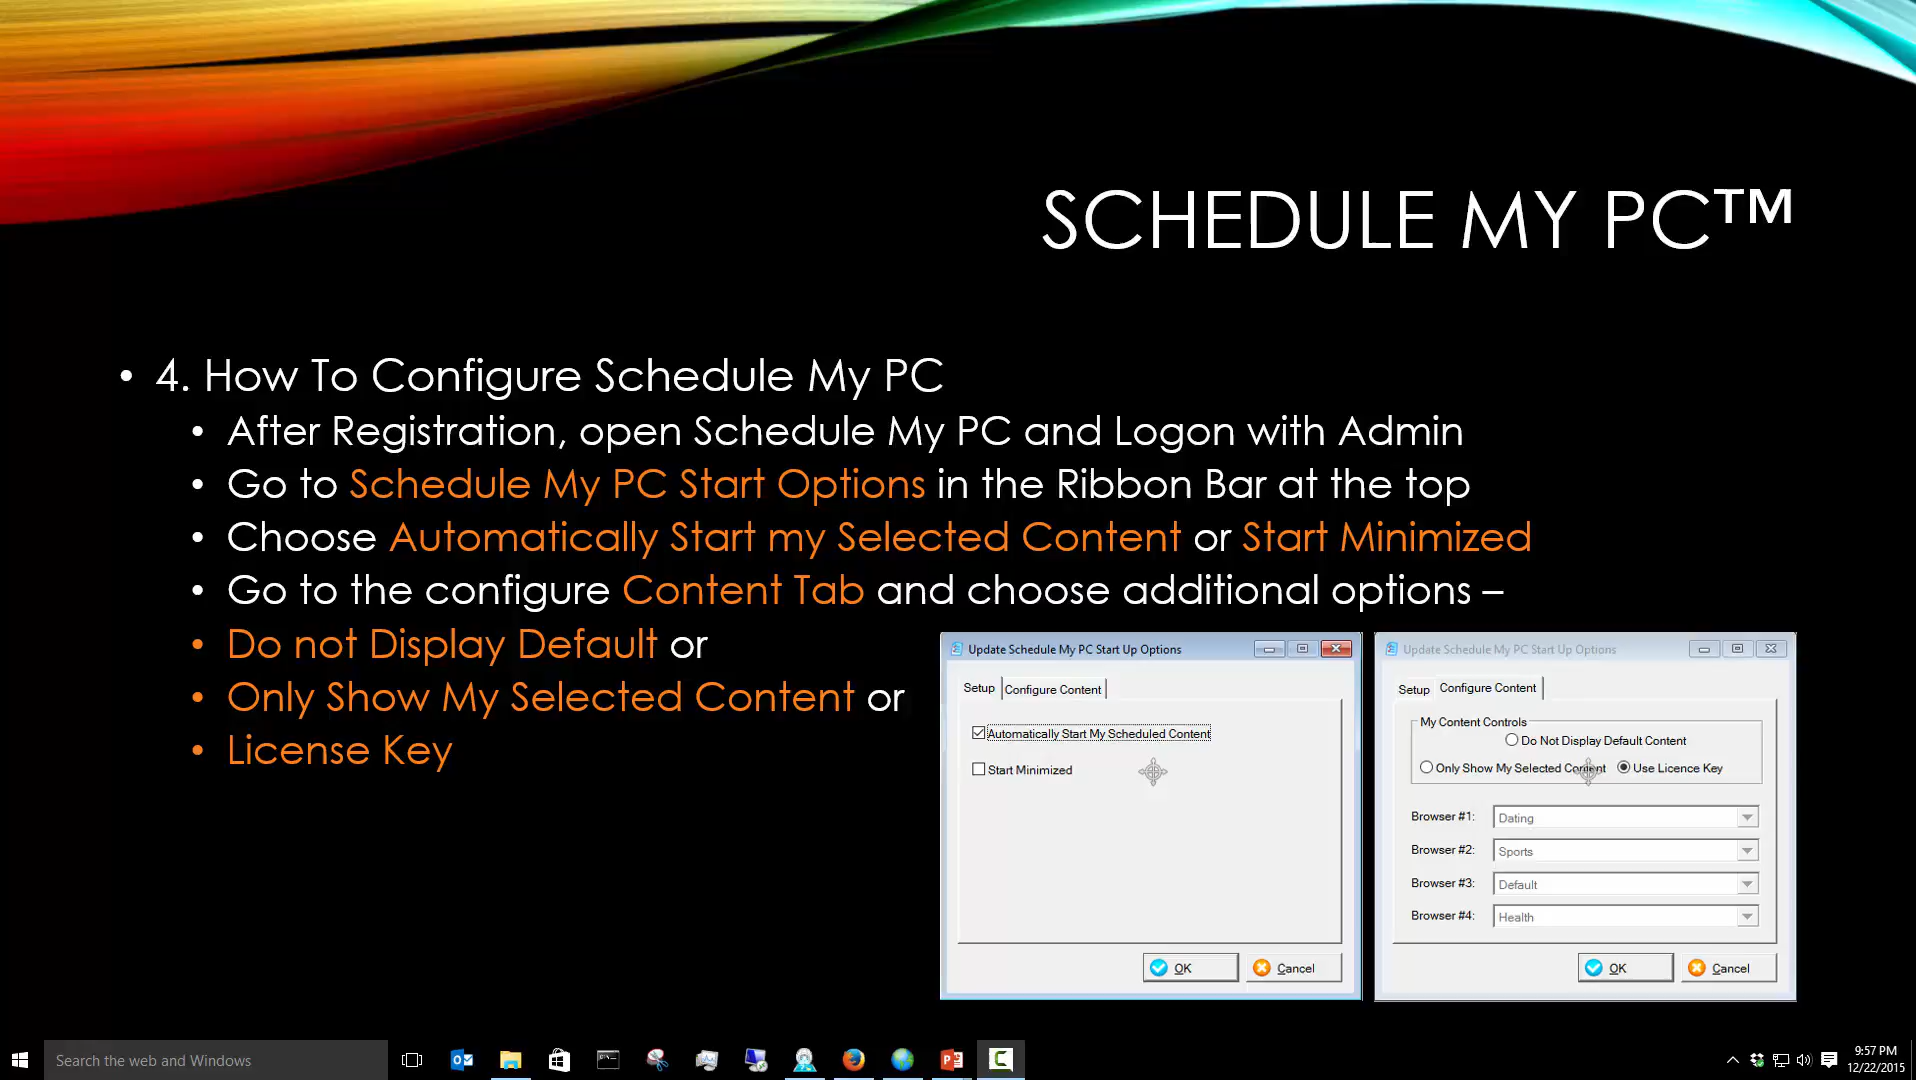 SCHEDULE MY PC™
• 4. How To Configure Schedule My PC
• After Registration, open Schedule My PC and Logon with Admin
• Go to Schedule My PC Start Options in the Ribbon Bar at the top
• Choose Automatically Start my Selected Content or Start Minimized
• Go to the configure Content Tab and choose additional options –
• Do not Display Default or
• Only Show My Selected Content or
• License Key
Update Schedule My PC Start Up Options
Setup Configure Content
Automatically Start My Scheduled Content
Start Minimized
OK Cancel
Update Schedule My PC Start Up Options
Setup Configure Content
My Content Controls
Do Not Display Default Content
Only Show My Selected Content Use Licence Key
Browser #1: Dating
Browser #2: Sports
Browser #3: Default
Browser #4: Health
OK Cancel
Search the web and Windows
9:57 PM
12/22/2015